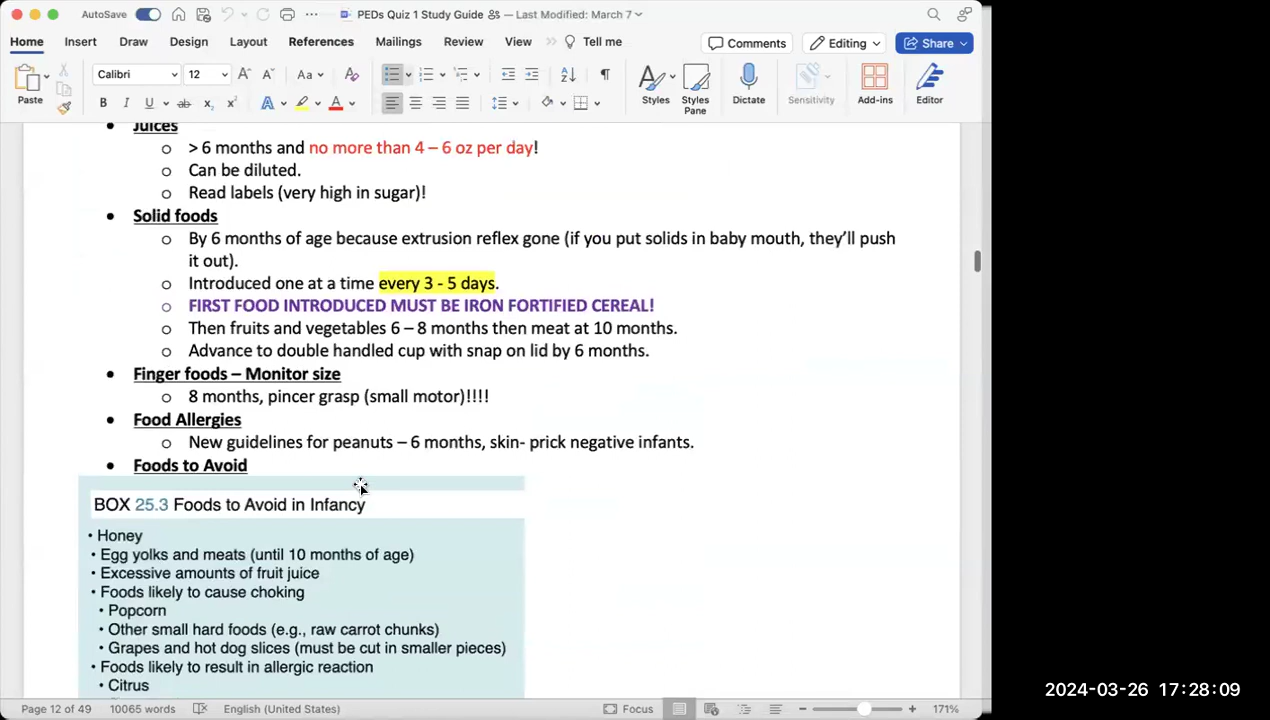 AutoSave
PEDs Quiz 1 Study Guide — Last Modified: March 7
Home Insert Draw Design Layout References Mailings Review View Tell me Comments Editing Share
Paste Calibri 12 Styles Styles Pane Dictate Sensitivity Add-ins Editor
• Juices
o > 6 months and no more than 4 – 6 oz per day!
o Can be diluted.
o Read labels (very high in sugar)!
• Solid foods
o By 6 months of age because extrusion reflex gone (if you put solids in baby mouth, they’ll push
it out).
o Introduced one at a time every 3 - 5 days.
o FIRST FOOD INTRODUCED MUST BE IRON FORTIFIED CEREAL!
o Then fruits and vegetables 6 – 8 months then meat at 10 months.
o Advance to double handled cup with snap on lid by 6 months.
• Finger foods – Monitor size
o 8 months, pincer grasp (small motor)!!!!
• Food Allergies
o New guidelines for peanuts – 6 months, skin- prick negative infants.
• Foods to Avoid
BOX 25.3 Foods to Avoid in Infancy
• Honey
• Egg yolks and meats (until 10 months of age)
• Excessive amounts of fruit juice
• Foods likely to cause choking
• Popcorn
• Other small hard foods (e.g., raw carrot chunks)
• Grapes and hot dog slices (must be cut in smaller pieces)
• Foods likely to result in allergic reaction
• Citrus
Page 12 of 49 10065 words English (United States) Focus 171%
2024-03-26 17:28:09